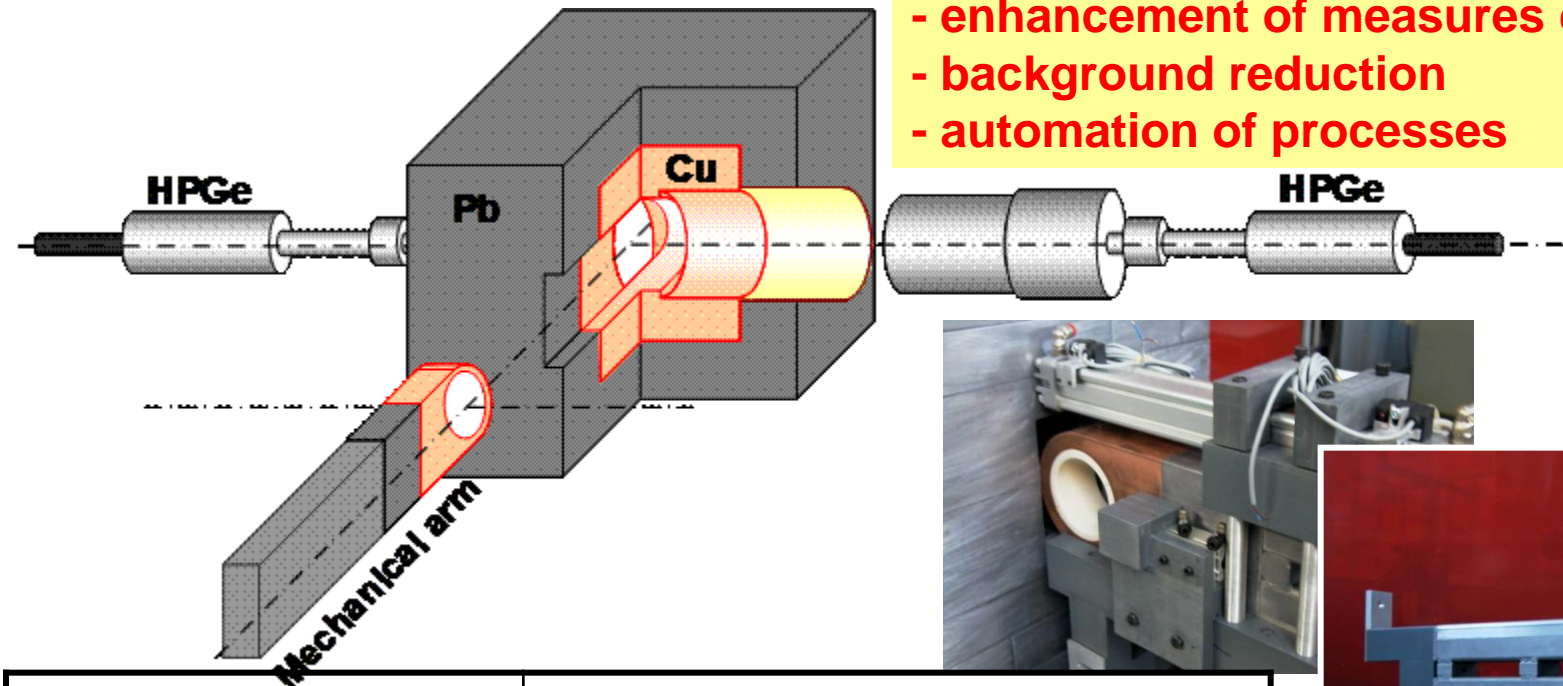 - enhancement of measures
- background reduction
- automation of processes
HPGe
Pb
Cu
HPGe
Mechanical arm